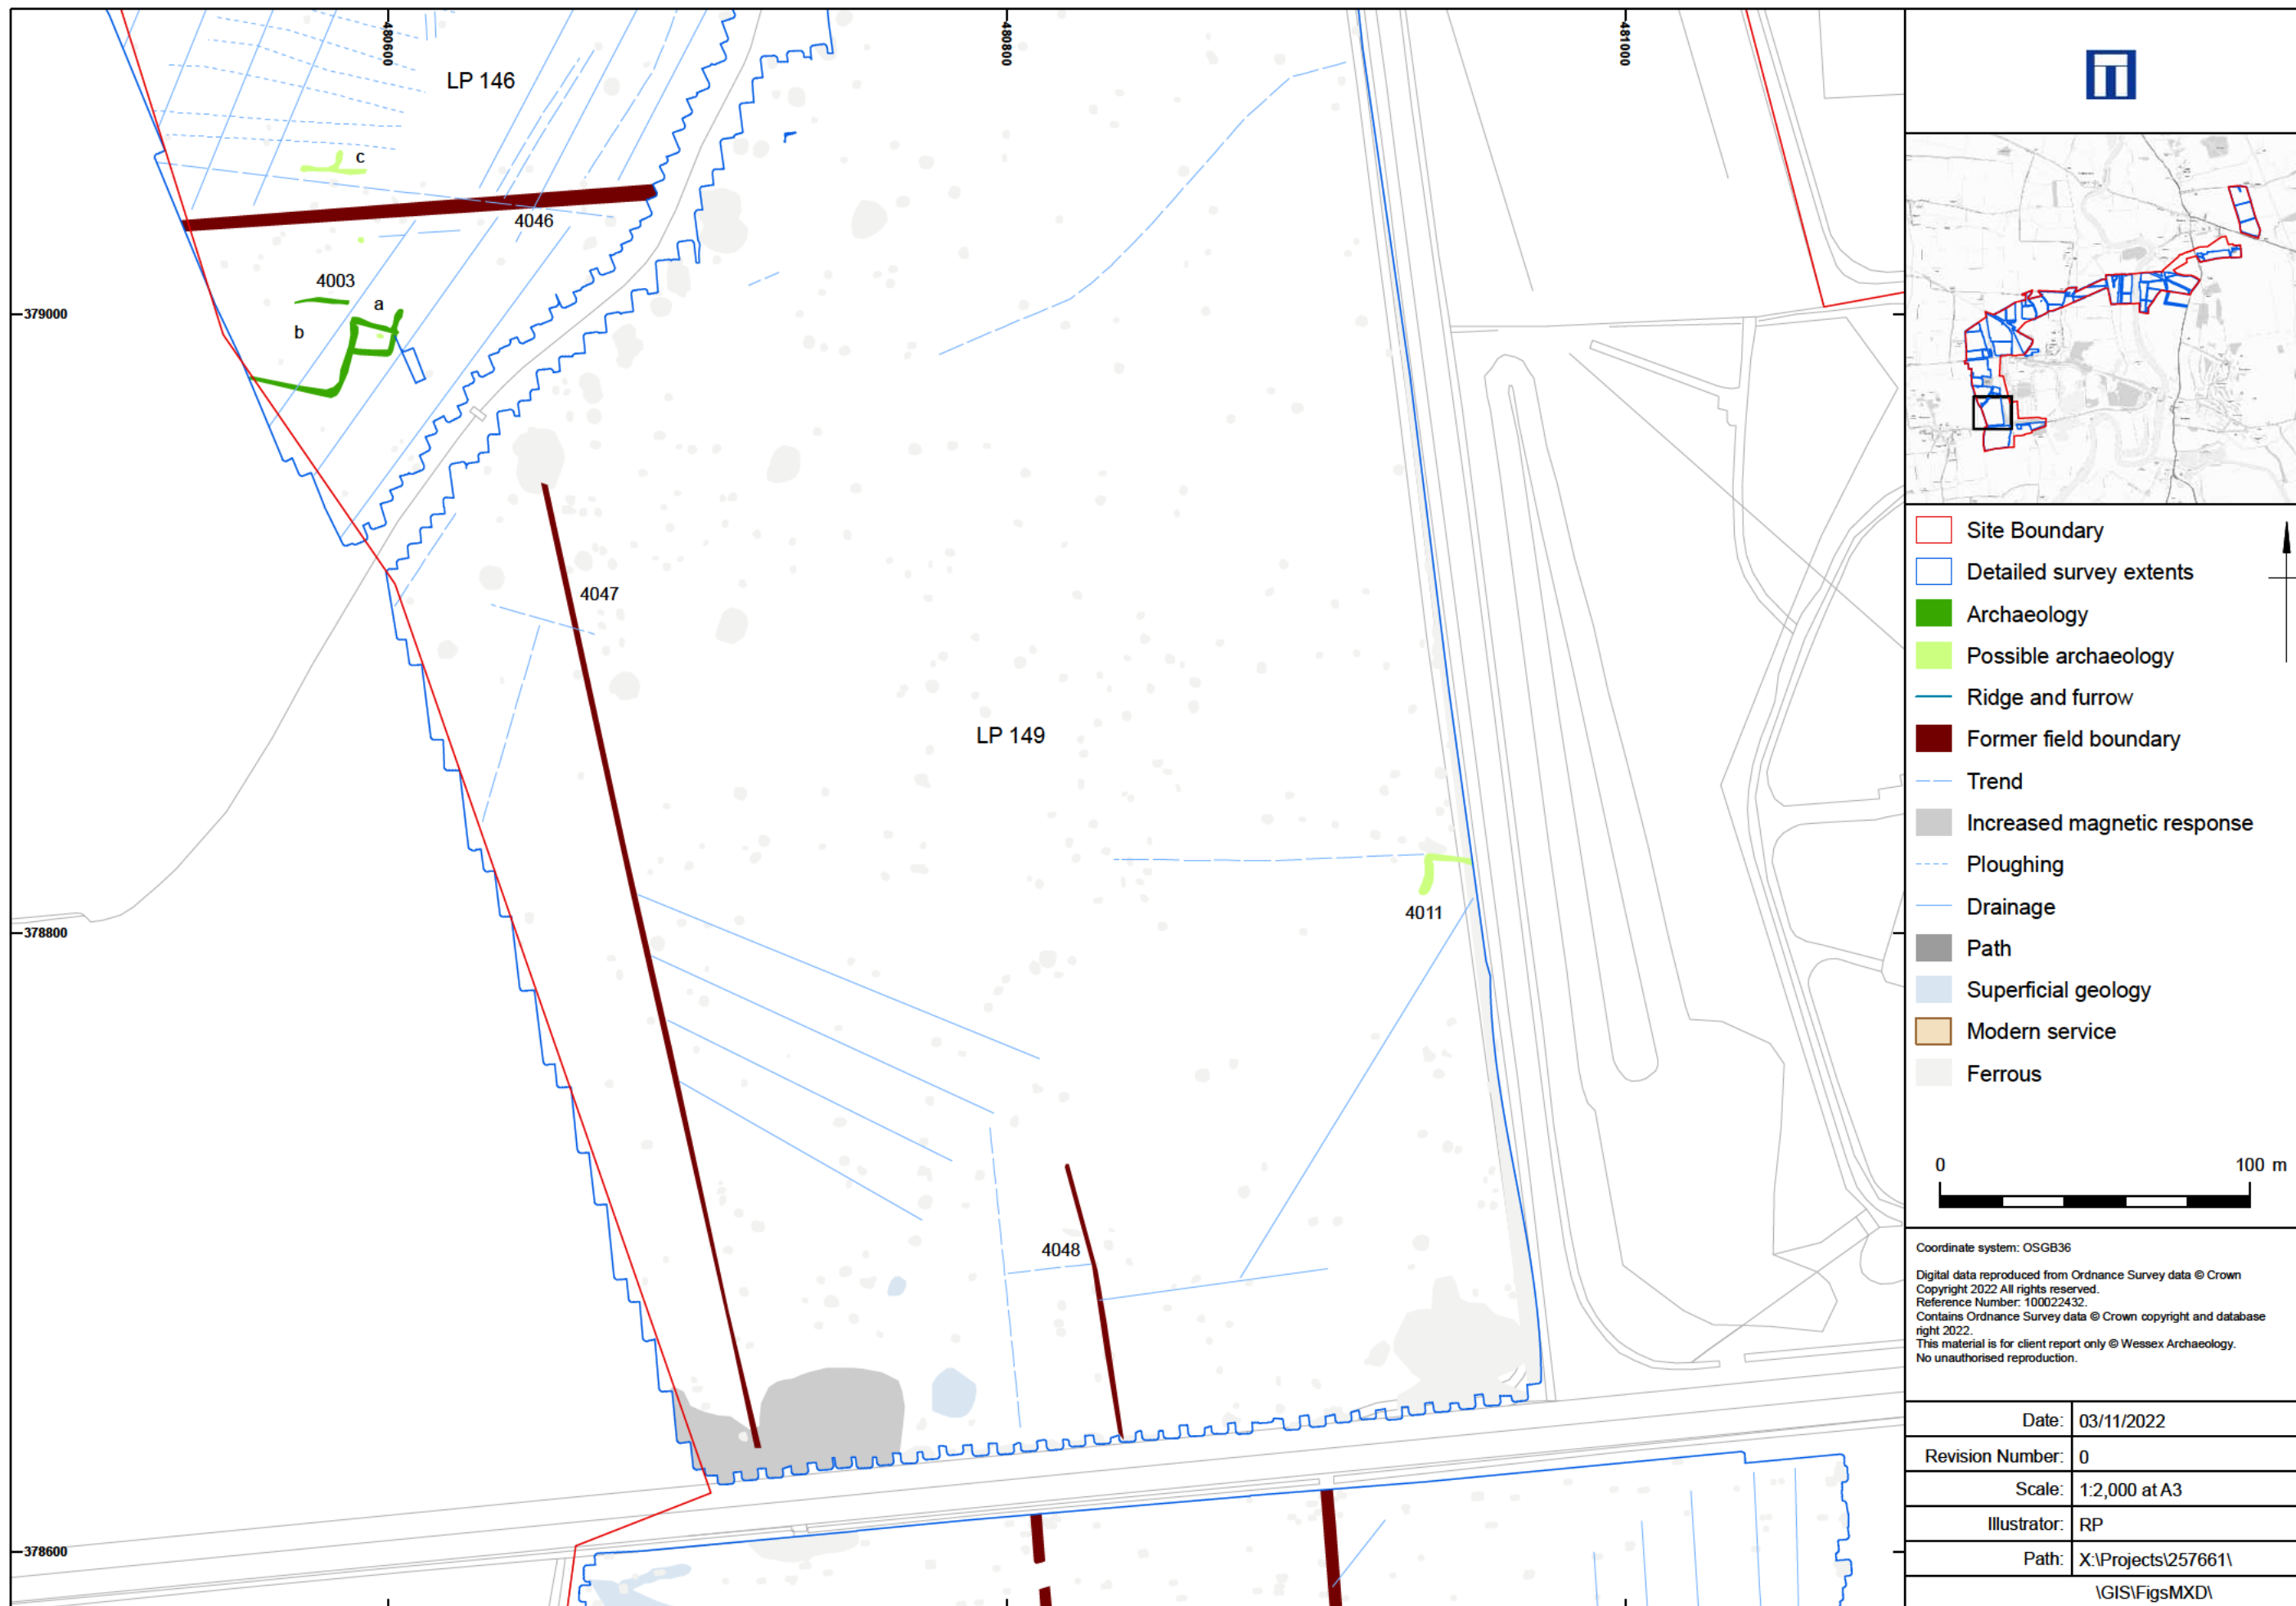 480600
480800
481000
LP 146
c
4046
4003
a
379000
b
4047
LP 149
4011
378800
4048
378600
Site Boundary
Detailed survey extents
Archaeology
Possible archaeology
Ridge and furrow
Former field boundary
Trend
Increased magnetic response
Ploughing
Drainage
Path
Superficial geology
Modern service
Ferrous
0 100 m
Coordinate system: OSGB36
Digital data reproduced from Ordnance Survey data © Crown
Copyright 2022 All rights reserved.
Reference Number: 100022432.
Contains Ordnance Survey data © Crown copyright and database
right 2022.
This material is for client report only © Wessex Archaeology.
No unauthorised reproduction.
Date: 03/11/2022
Revision Number: 0
Scale: 1:2,000 at A3
Illustrator: RP
Path: X:\Projects\257661\
\GIS\FigsMXD\